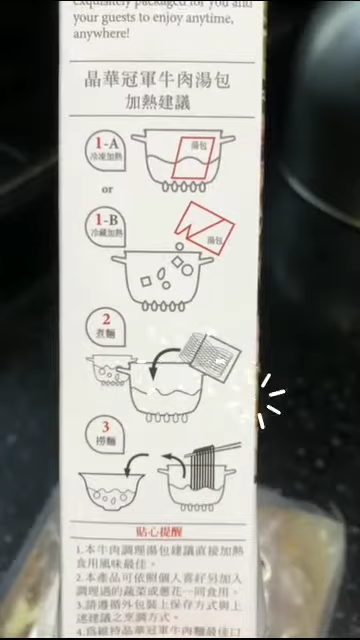 exquisitely packaged for you and
your guests to enjoy anytime,
anywhere!
晶華冠軍牛肉湯包
加熱建議
1-A
冷凍加熱
湯包
or
1-B
冷藏加熱
湯包
2
煮麵
3
撈麵
貼心提醒
1.本牛肉調理湯包建議直接加熱
食用風味最佳。
2.本產品可依照個人喜好另加入
調理過的蔬菜或蔥花一同食用。
3.請遵循外包裝上保存方式與上
述建議之烹調方式。
4.為維持晶華冠軍牛肉麵最佳口